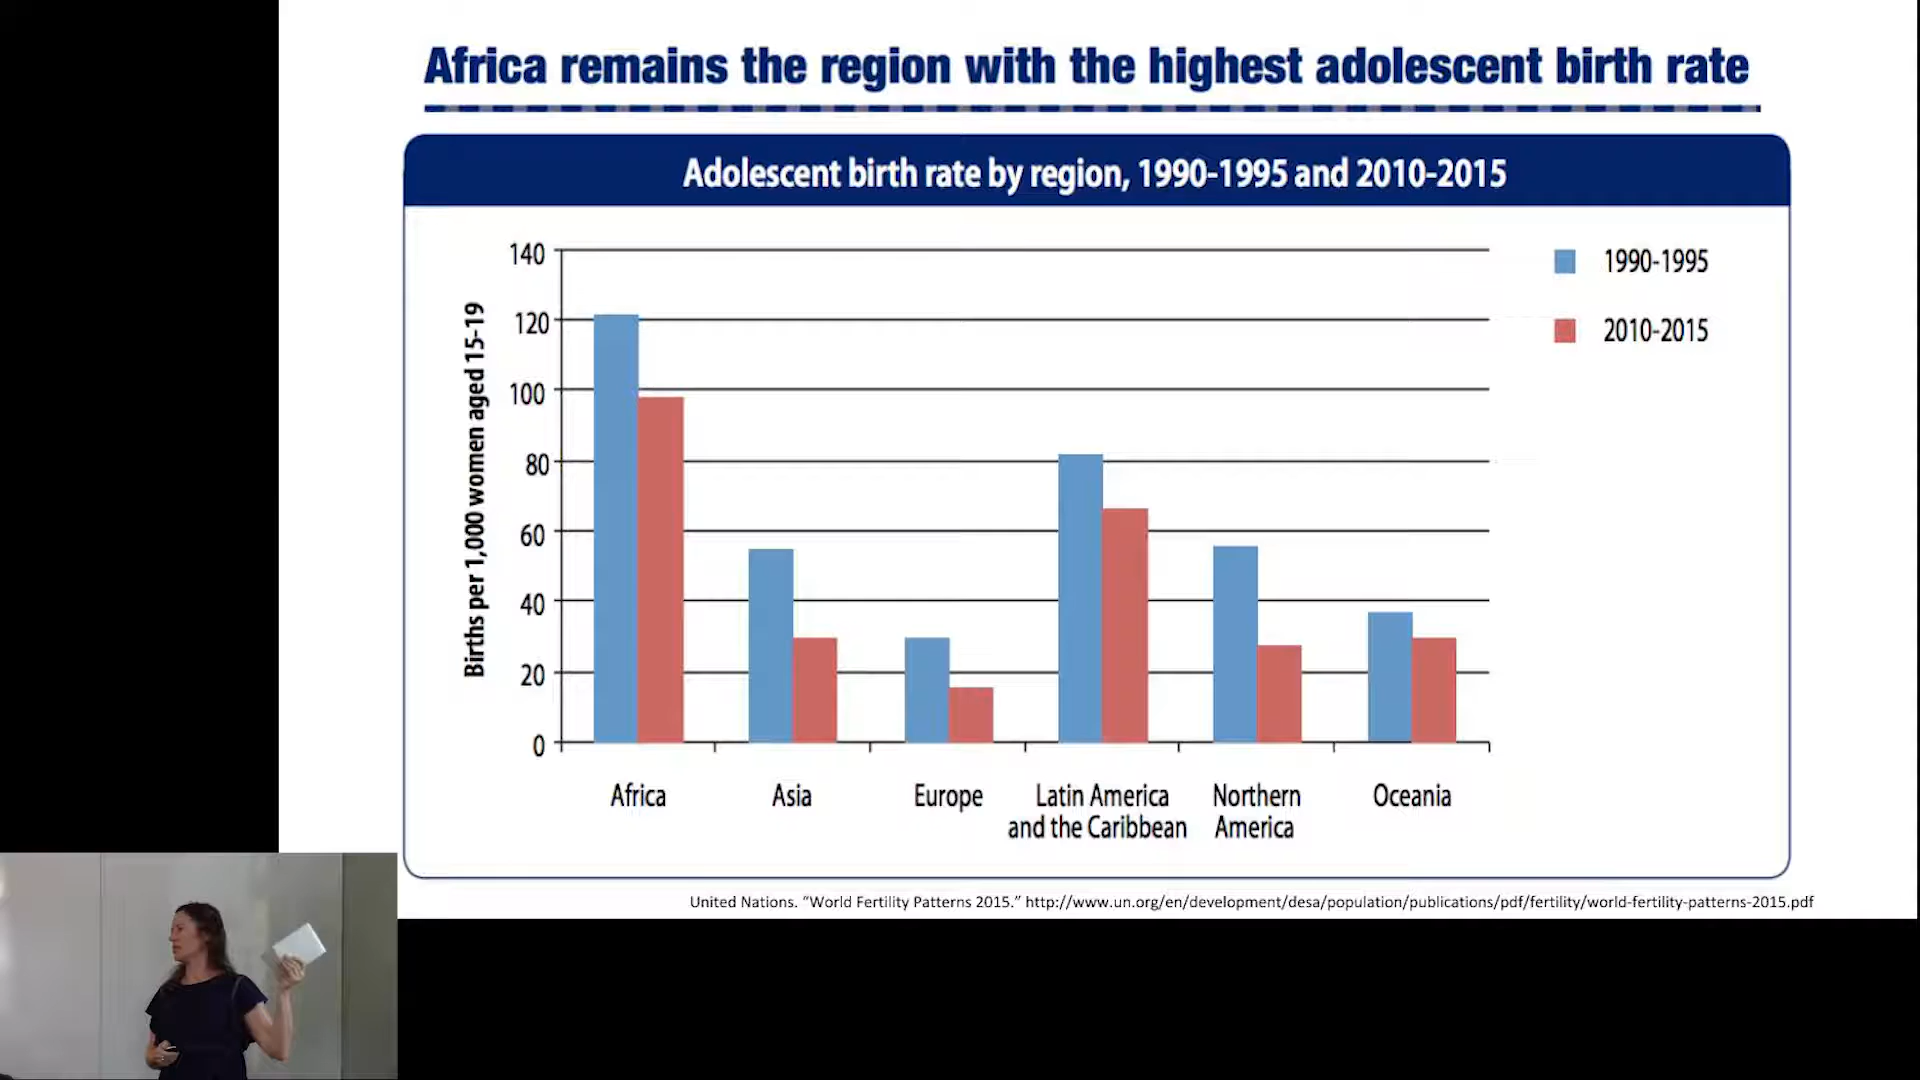 Africa remains the region with the highest adolescent birth rate
Adolescent birth rate by region, 1990-1995 and 2010-2015
Births per 1,000 women aged 15-19
140
120
100
80
60
40
20
0
1990-1995
2010-2015
Africa
Asia
Europe
Latin America
and the Caribbean
Northern
America
Oceania
United Nations. “World Fertility Patterns 2015.” http://www.un.org/en/development/desa/population/publications/pdf/fertility/world-fertility-patterns-2015.pdf